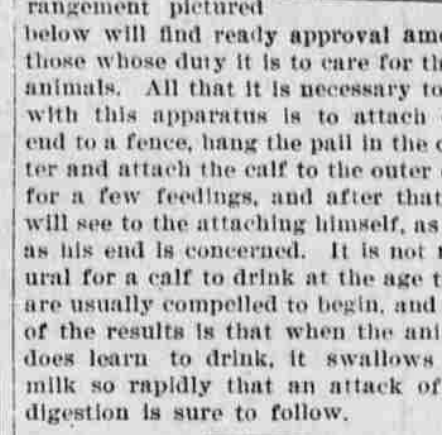 rangement pictured
below will find ready approval amo
those whose duty it is to care for th
animals. All that it is necessary to
with this apparatus is to attach
end to a fence, hang the pail in the c
ter and attach the calf to the outer
for a few feedings, and after that
will see to the attaching himself, as
as his end is concerned. It is not n
ural for a calf to drink at the age t
are usually compelled to begin, and
of the results is that when the ani
does learn to drink, it swallows
milk so rapidly that an attack of
digestion is sure to follow.